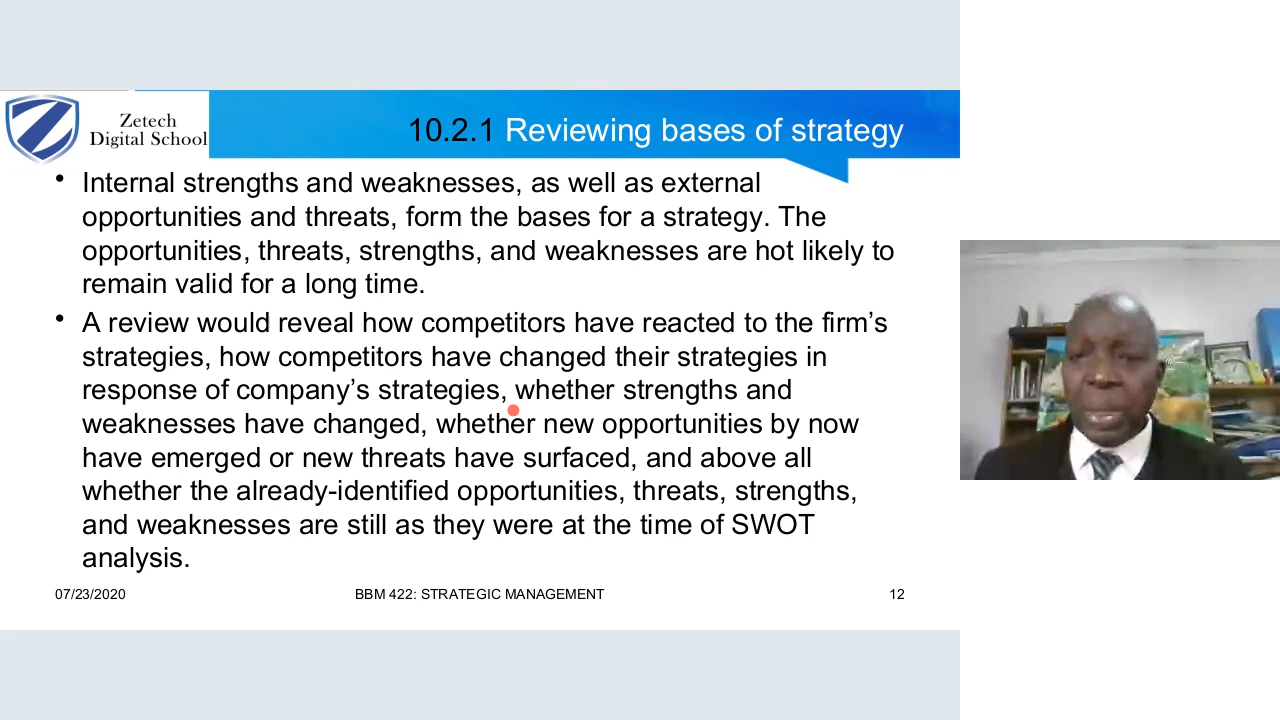 Zetech
Digital School
10.2.1 Reviewing bases of strategy
• Internal strengths and weaknesses, as well as external
opportunities and threats, form the bases for a strategy. The
opportunities, threats, strengths, and weaknesses are hot likely to
remain valid for a long time.
• A review would reveal how competitors have reacted to the firm’s
strategies, how competitors have changed their strategies in
response of company’s strategies, whether strengths and
weaknesses have changed, whether new opportunities by now
have emerged or new threats have surfaced, and above all
whether the already-identified opportunities, threats, strengths,
and weaknesses are still as they were at the time of SWOT
analysis.
07/23/2020
BBM 422: STRATEGIC MANAGEMENT
12